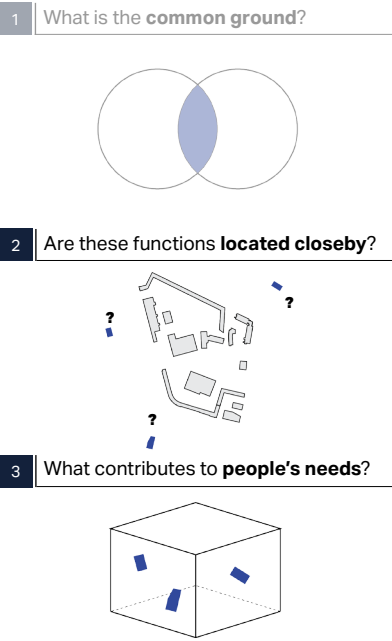 1 What is the common ground?
2 Are these functions located closeby?
?
?
?
3 What contributes to people's needs?